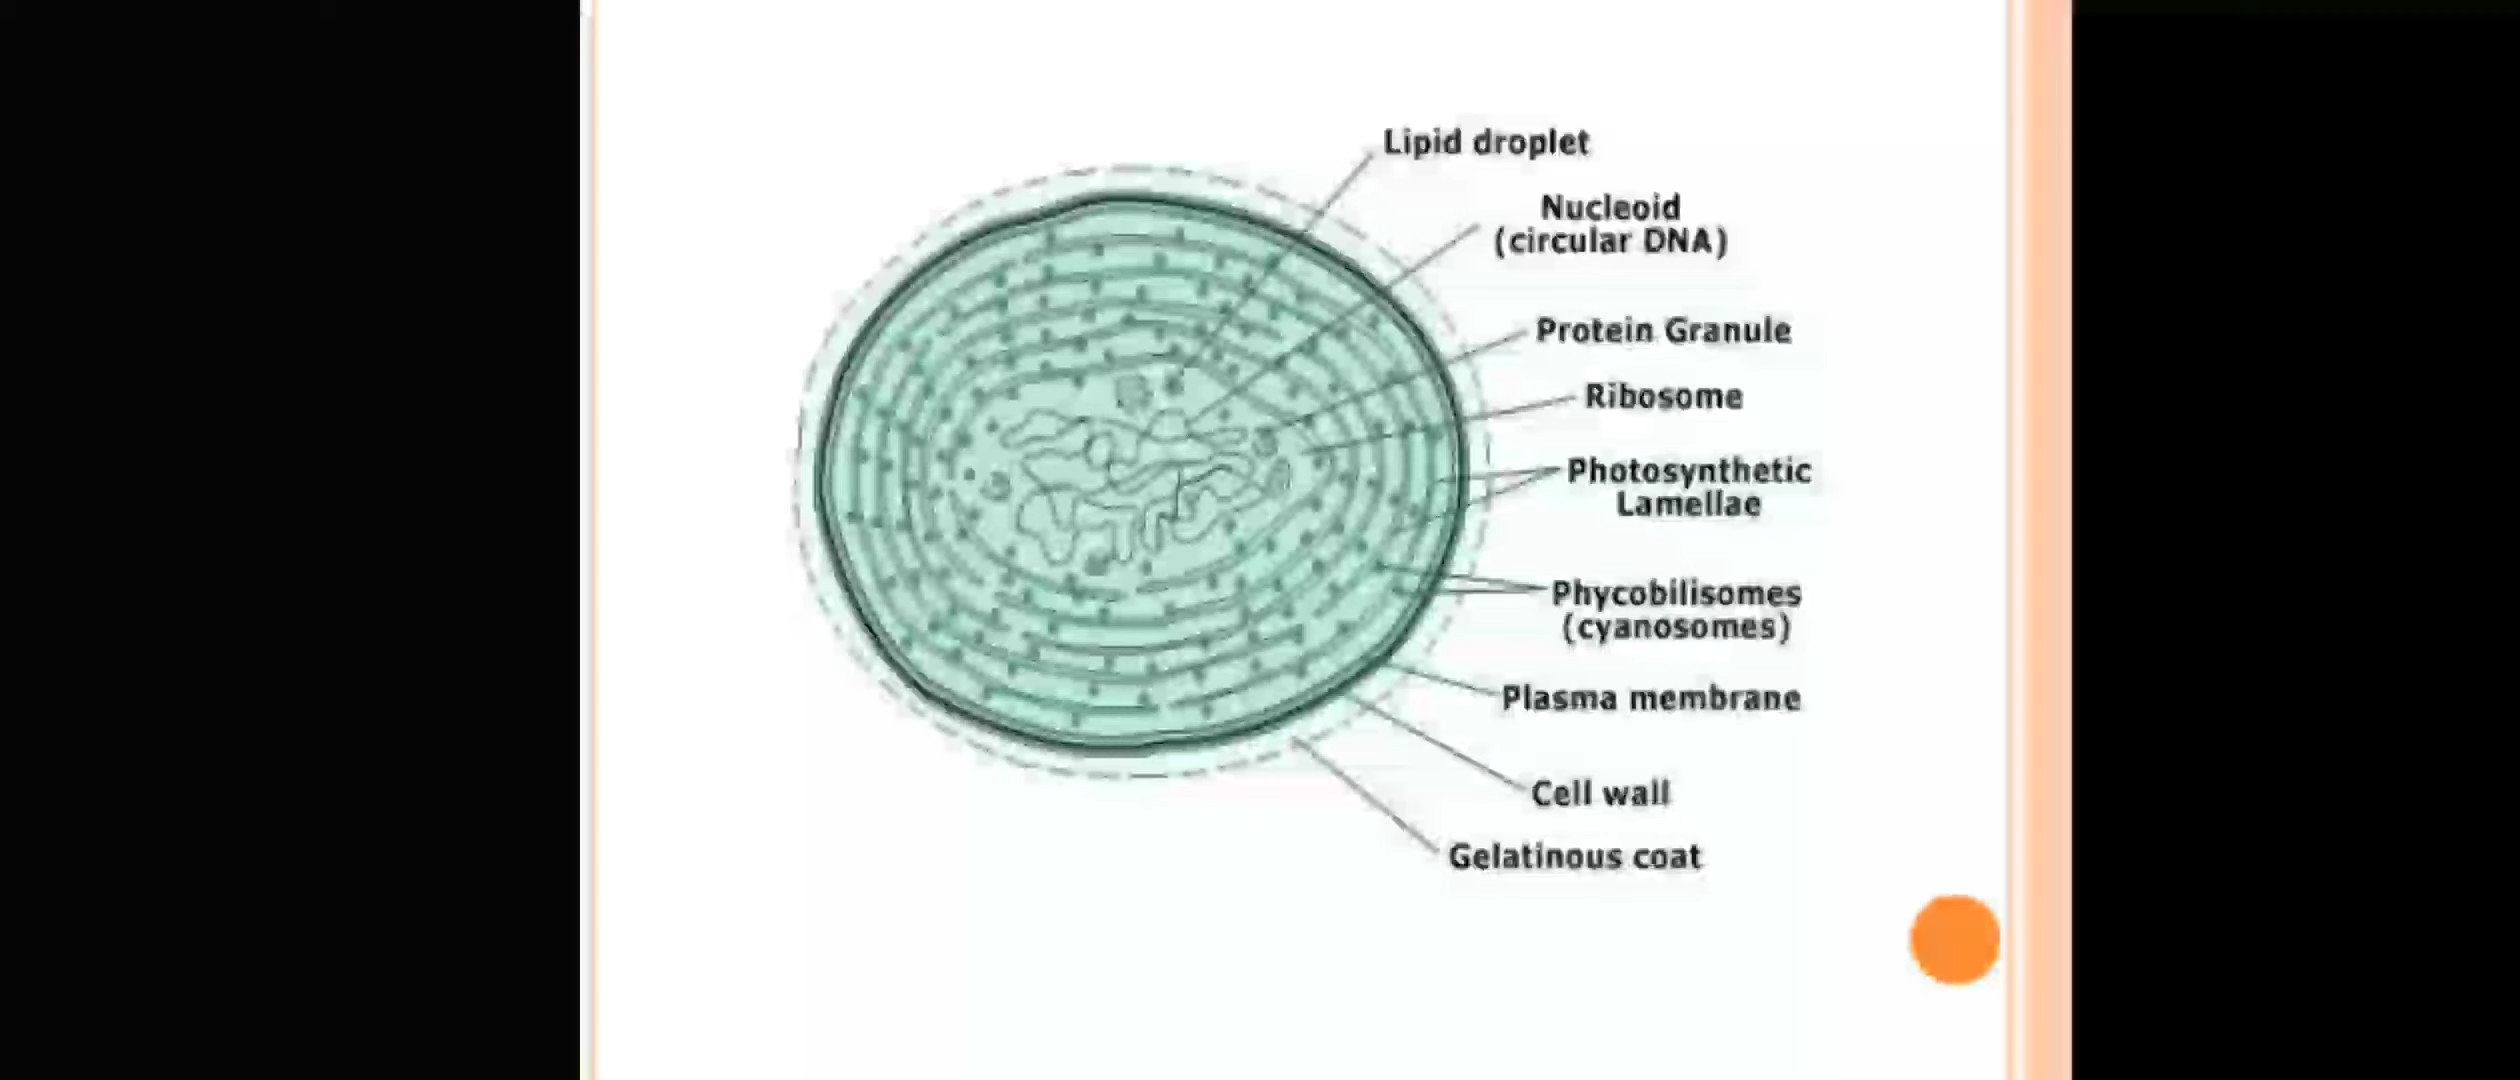 Lipid droplet
Nucleoid
(circular DNA)
Protein Granule
Ribosome
Photosynthetic
Lamellae
Phycobilisomes
(cyanosomes)
Plasma membrane
Cell wall
Gelatinous coat